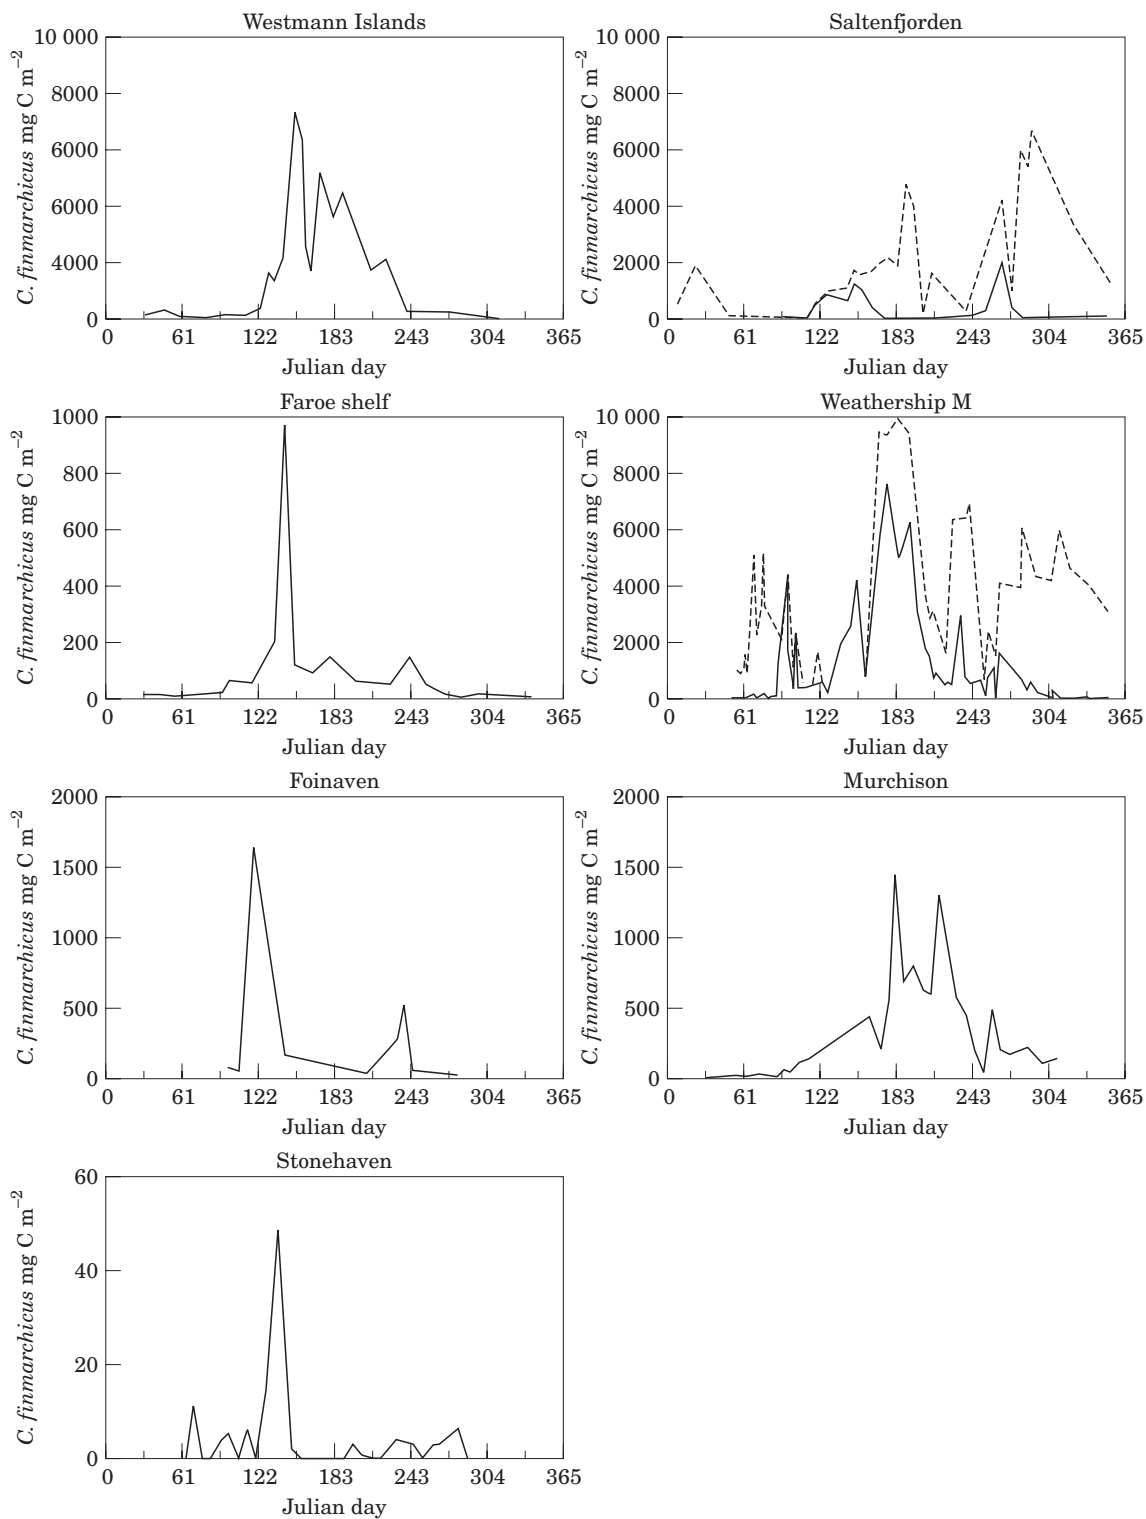 Westmann Islands
10 000
8000
6000
6000
4000
0
C. finmarchicus mg C m⁻²
0 61 122 183 243 304 365
Julian day
Saltenfjorden
10 000
8000
6000
4000
2000
0
C. finmarchicus mg C m⁻²
0 61 122 183 243 304 365
Julian day
Faroe shelf
1000
800
600
400
200
0
C. finmarchicus mg C m⁻²
0 61 122 183 243 304 365
Julian day
Weathership M
10 000
8000
6000
4000
2000
0
C. finmarchicus mg C m⁻²
0 61 122 183 243 304 365
Julian day
Foinaven
2000
1500
1000
500
0
C. finmarchicus mg C m⁻²
0 61 122 183 243 304 365
Julian day
Murchison
2000
1500
1000
500
0
C. finmarchicus mg C m⁻²
0 61 122 183 243 304 365
Julian day
Stonehaven
60
40
20
0
C. finmarchicus mg C m⁻²
0 61 122 183 243 304 365
Julian day